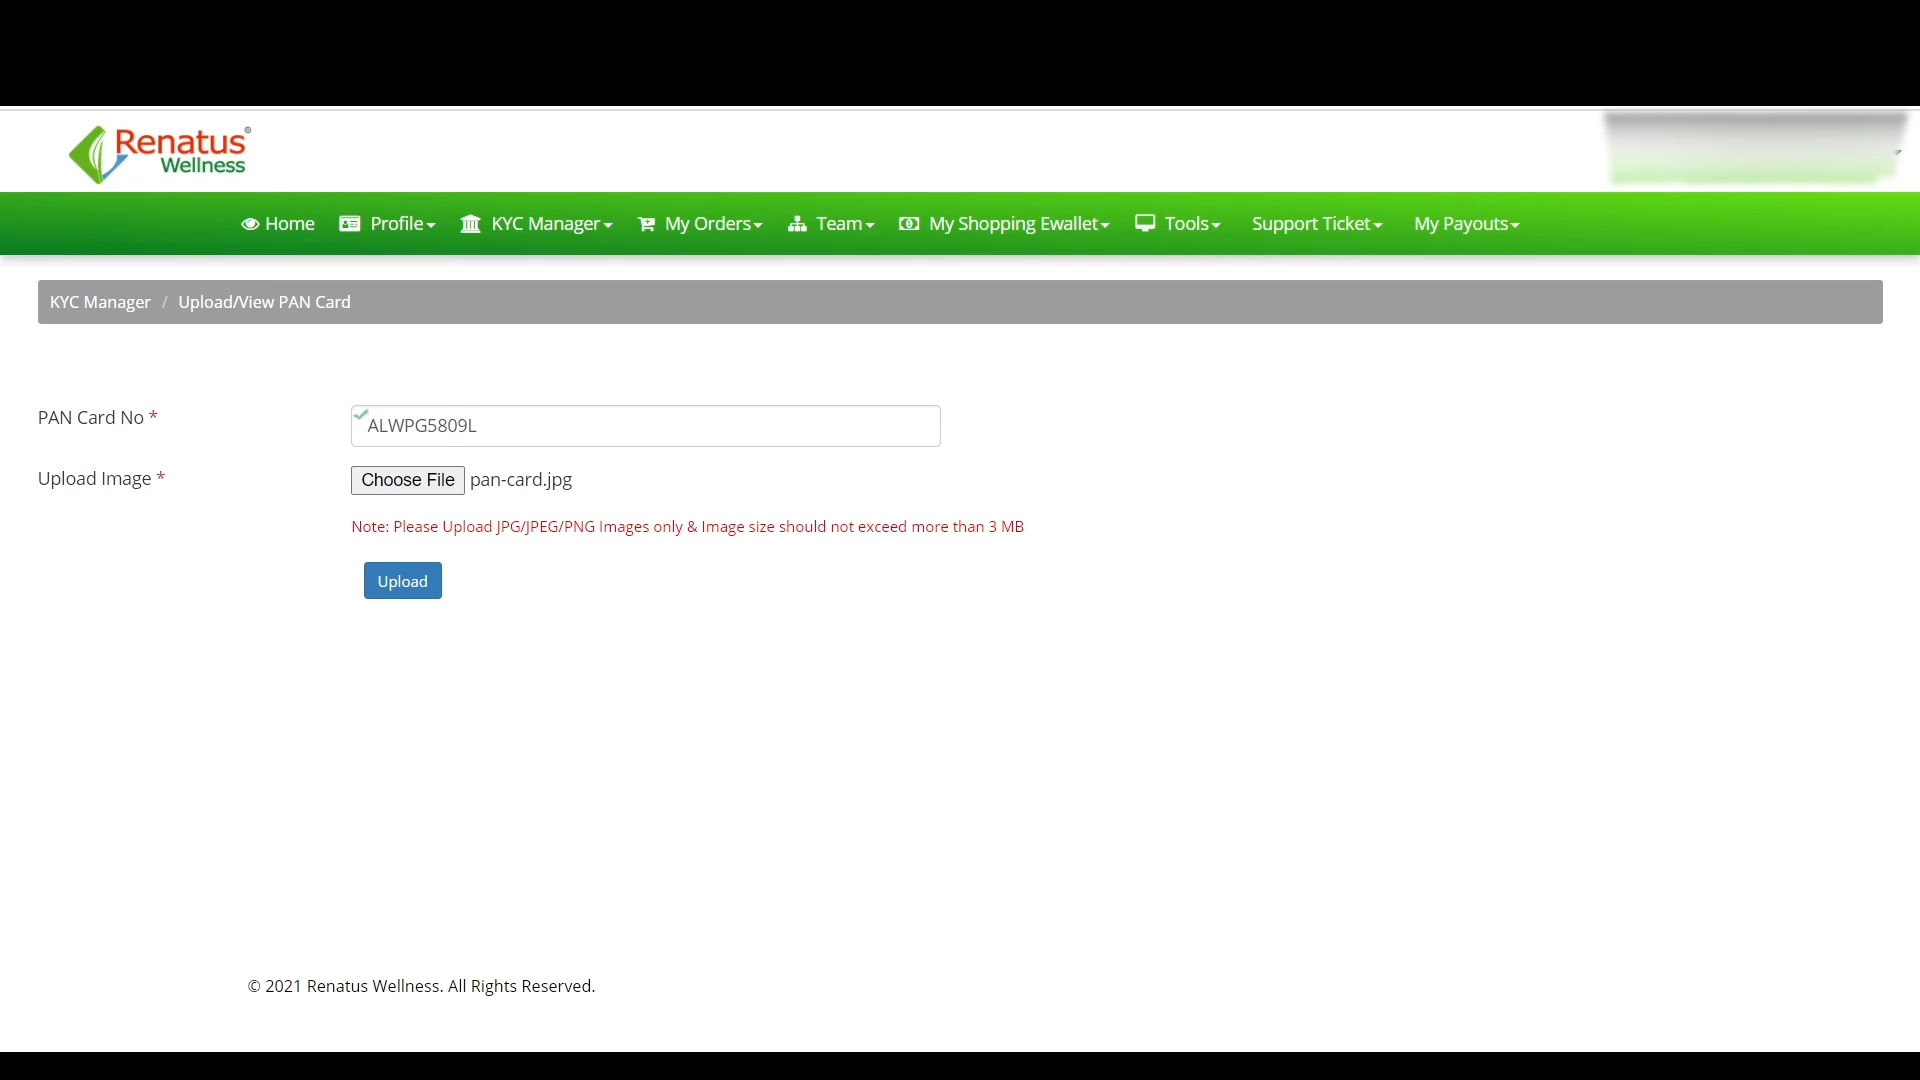 Renatus®
Wellness
Home Profile KYC Manager My Orders Team My Shopping Ewallet Tools Support Ticket My Payouts
KYC Manager / Upload/View PAN Card
PAN Card No * ALWPG5809L
Upload Image * Choose File pan-card.jpg
Note: Please Upload JPG/JPEG/PNG Images only & Image size should not exceed more than 3 MB
Upload
© 2021 Renatus Wellness. All Rights Reserved.